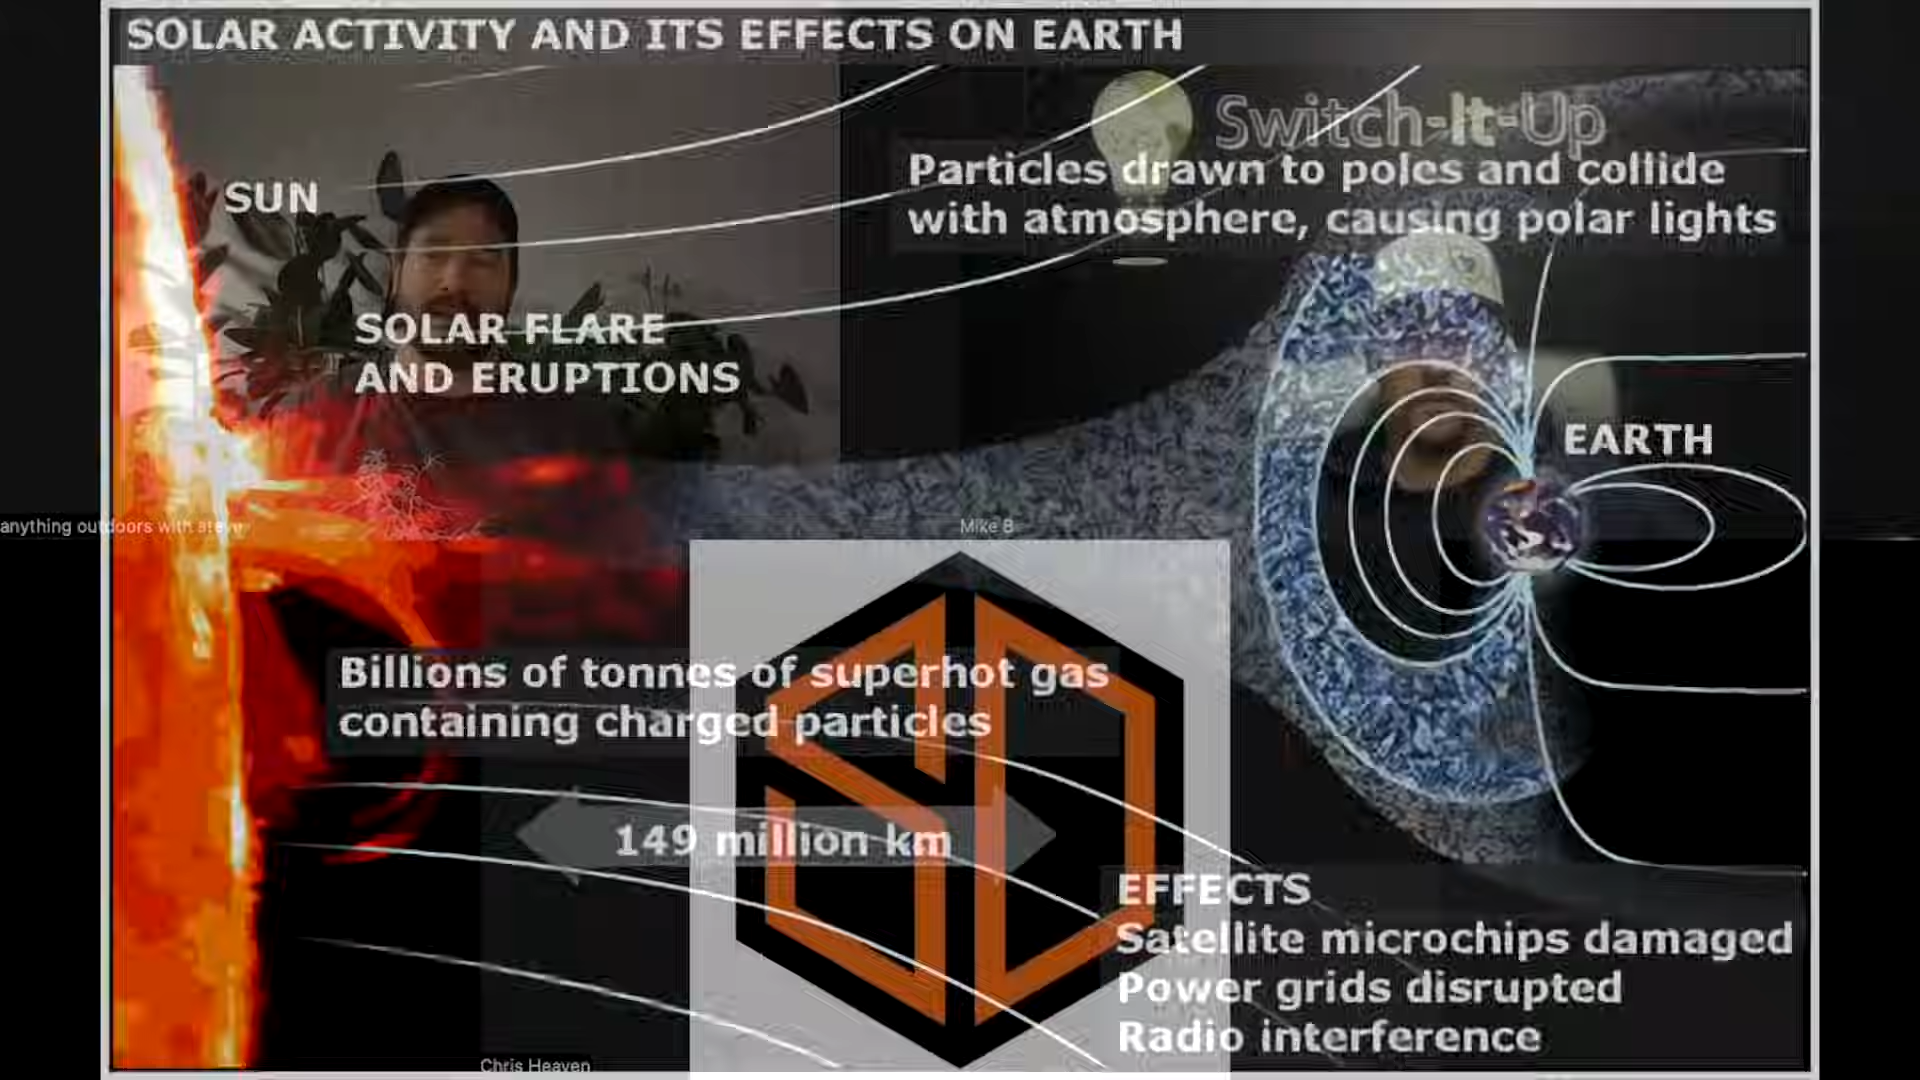 SOLAR ACTIVITY AND ITS EFFECTS ON EARTH
Switch-It-Up
Particles drawn to poles and collide
with atmosphere, causing polar lights
SUN
SOLAR FLARE
AND ERUPTIONS
EARTH
anything outdoors with steve
Mike B
Billions of tonnes of superhot gas
containing charged particles
149 million km
EFFECTS
Satellite microchips damaged
Power grids disrupted
Radio interference
Chris Heaven